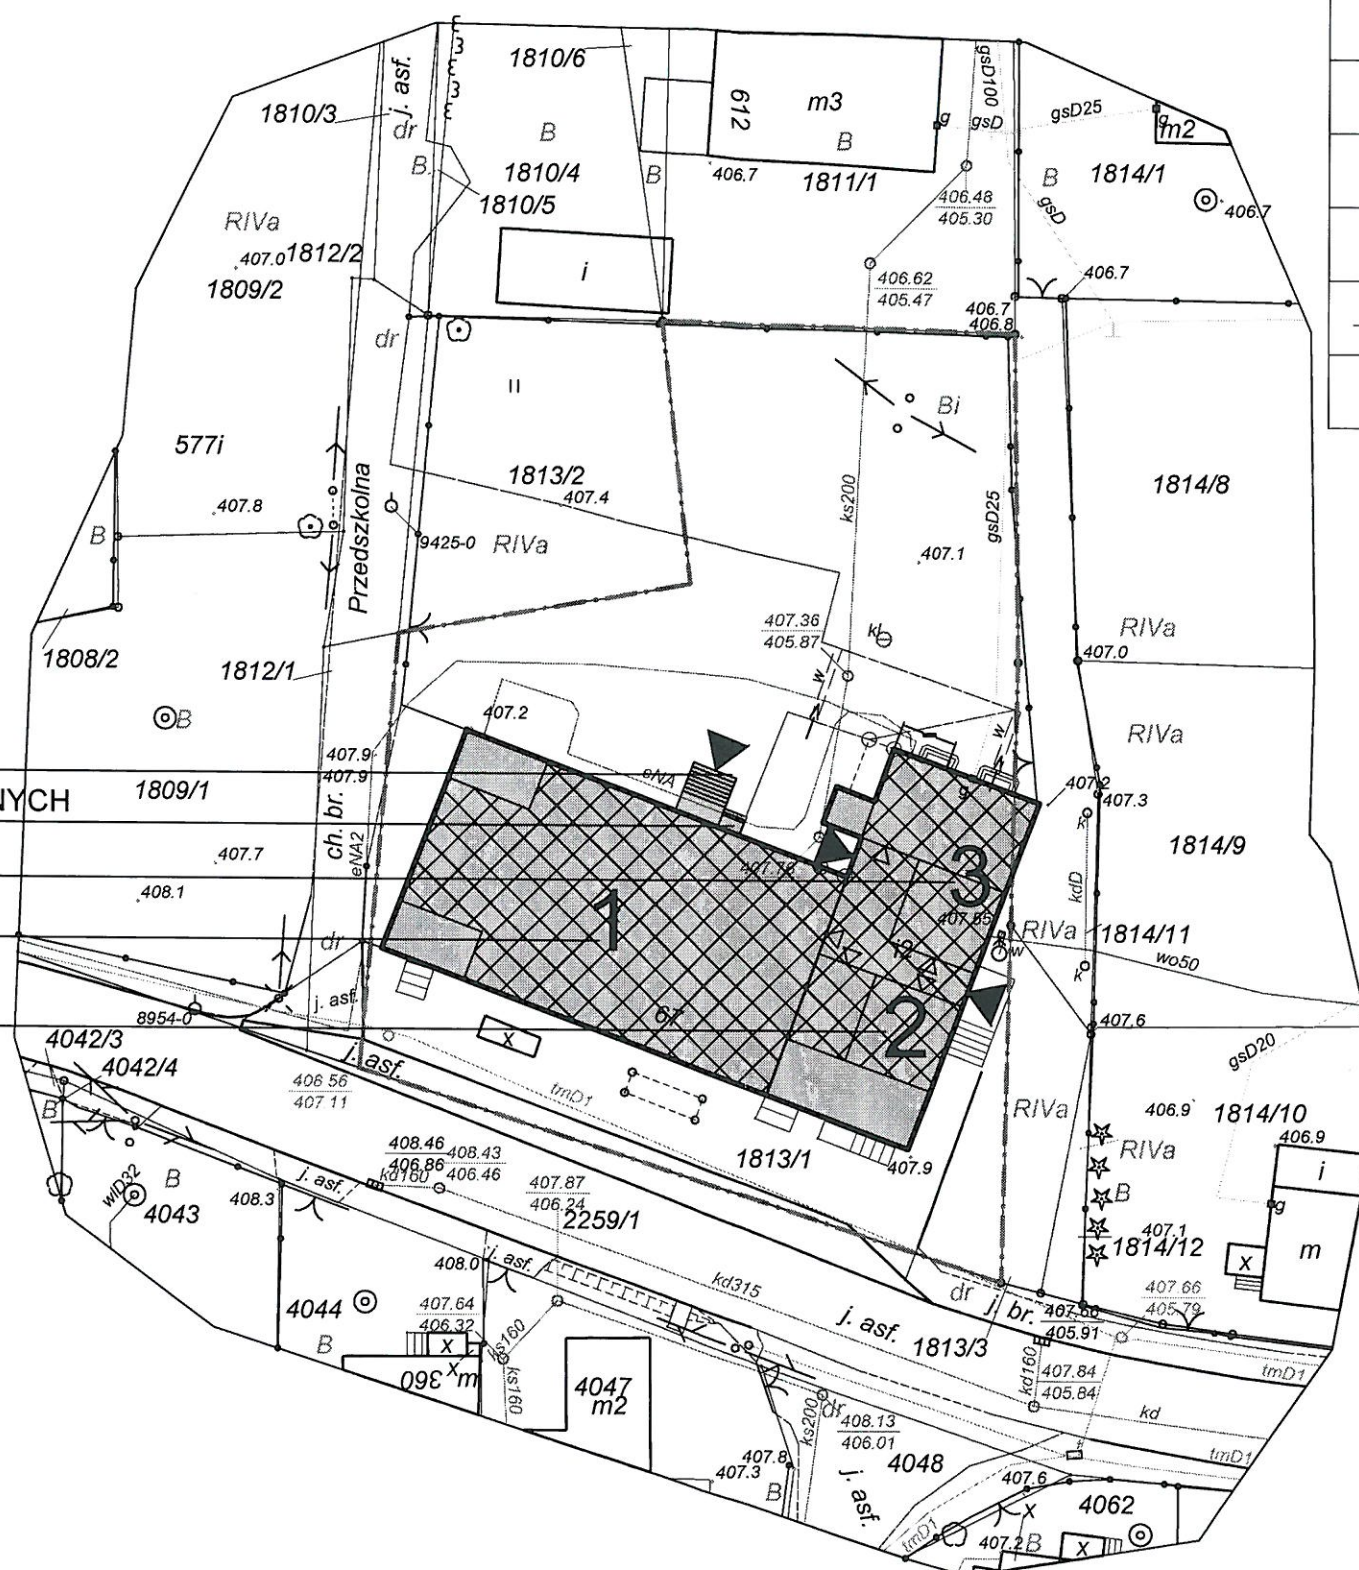 1810/6
1810/3
j. asf.
dr
B
B
1810/4
B
1810/5
612
m3
B
B
406.7
1811/1
gsD100
gsD
g
gsD25
g
m2
1814/1
B
gsD
406.7
406.48
405.30
RIVa
407.0
1812/2
1809/2
i
406.62
405.47
406.7
406.8
406.7
dr
II
Bi
577i
407.8
B
Przedszkolna
1813/2
407.4
9425-0
RIVa
ks200
407.1
gsD25
1814/8
RIVa
407.0
1808/2
1812/1
B
407.36
405.87
w
w
RIVa
407.2
407.9
407.9
eNA
g
407.2
407.3
NYCH
1809/1
ch. br.
eNA2
407.7
408.1
407.78
3
407.85
k
kdD
1814/9
1
i2
w
RIVa
1814/11
wo50
k
dr
j. asf.
8954-0
67
2
407.6
gsD20
4042/3
4042/4
j. asf.
x
406.56
407.11
tmD1
RIVa
406.9
1814/10
406.9
RIVa
B
i
B
wID32
B
4043
408.46
406.86
408.43
406.46
kd160
j. asf.
408.3
1813/1
407.9
407.87
406.24
2259/1
g
407.1
1814/12
x
m
407.66
405.79
408.0
j. asf.
kd315
dr
j. br.
407.66
405.91
4044
B
407.64
406.32
j. asf.
1813/3
x
x
m
360
ks160
ks160
4047
m2
kd160
407.84
405.84
tmD1
kd
ks200
dr
408.13
406.01
4048
tmD1
407.8
407.3
B
j. asf.
407.6
4062
x
tmD1
407.2
B
x